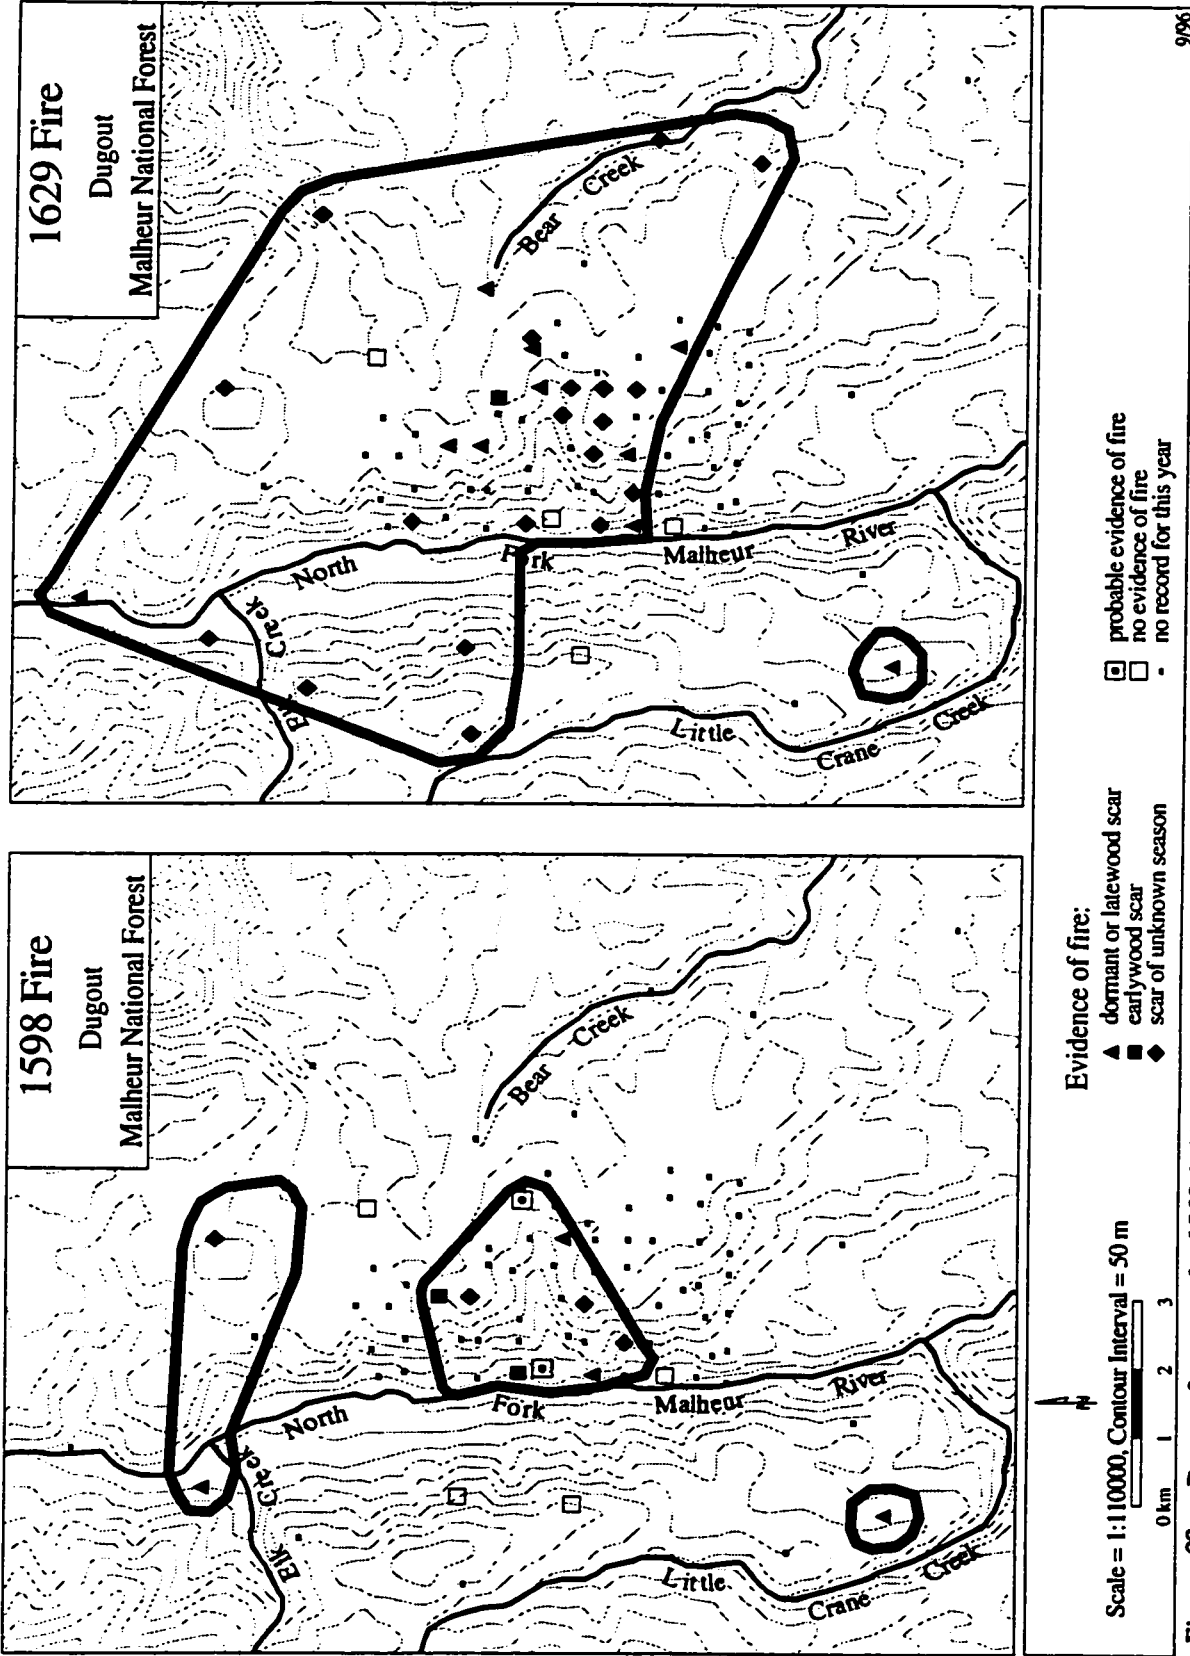 1598 Fire
Dugout
Malheur National Forest
Elk
Creek
North
Fork
Malheur
River
Bear
Creek
Little
Crane
Creek
1629 Fire
Dugout
Malheur National Forest
Creek
North
Fork
Malheur
River
Bear
Creek
Little
Crane
Creek
Scale = 1:110000, Contour Interval = 50 m
0 km 1 2 3
N
Evidence of fire:
dormant or latewood scar
earlywood scar
scar of unknown season
probable evidence of fire
no evidence of fire
no record for this year
9/96